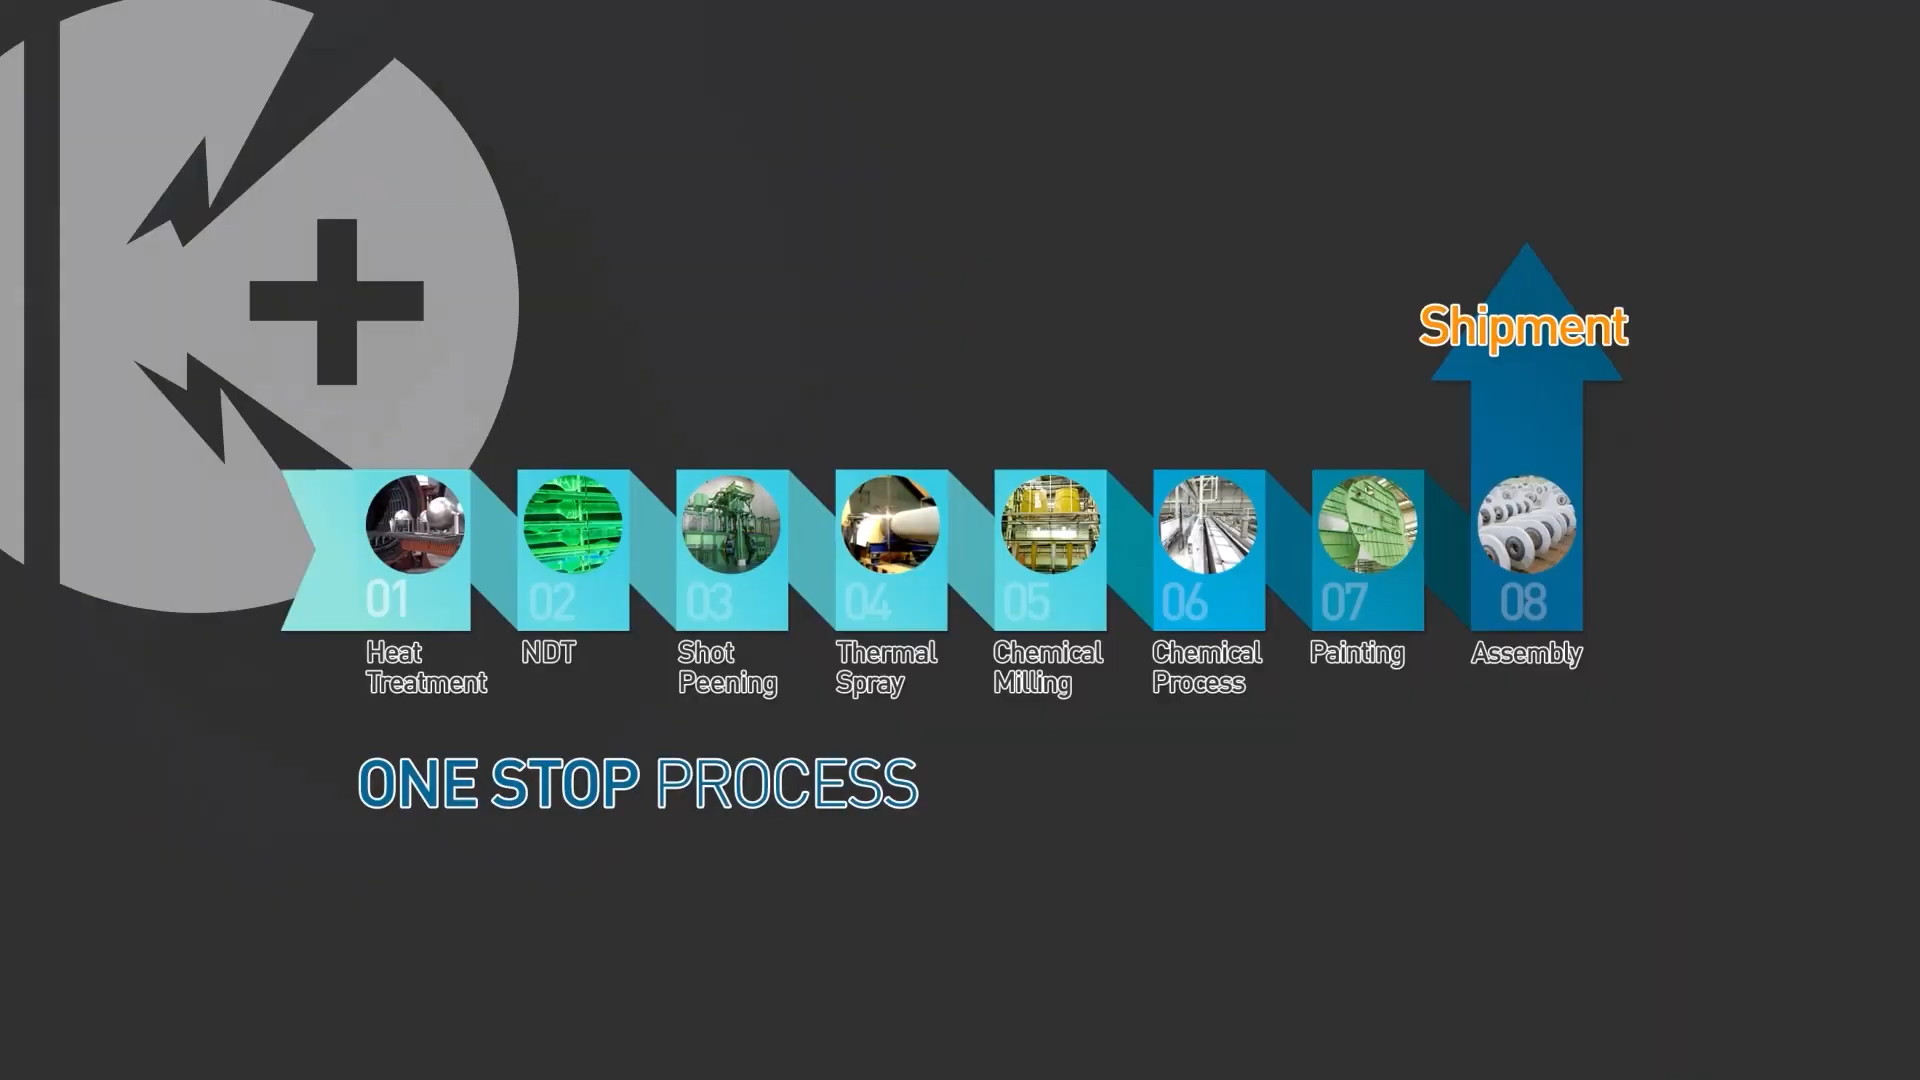 Shipment
01
02
03
04
05
06
07
08
Heat
Treatment
NDT
Shot
Peening
Thermal
Spray
Chemical
Milling
Chemical
Process
Painting
Assembly
ONE STOP PROCESS